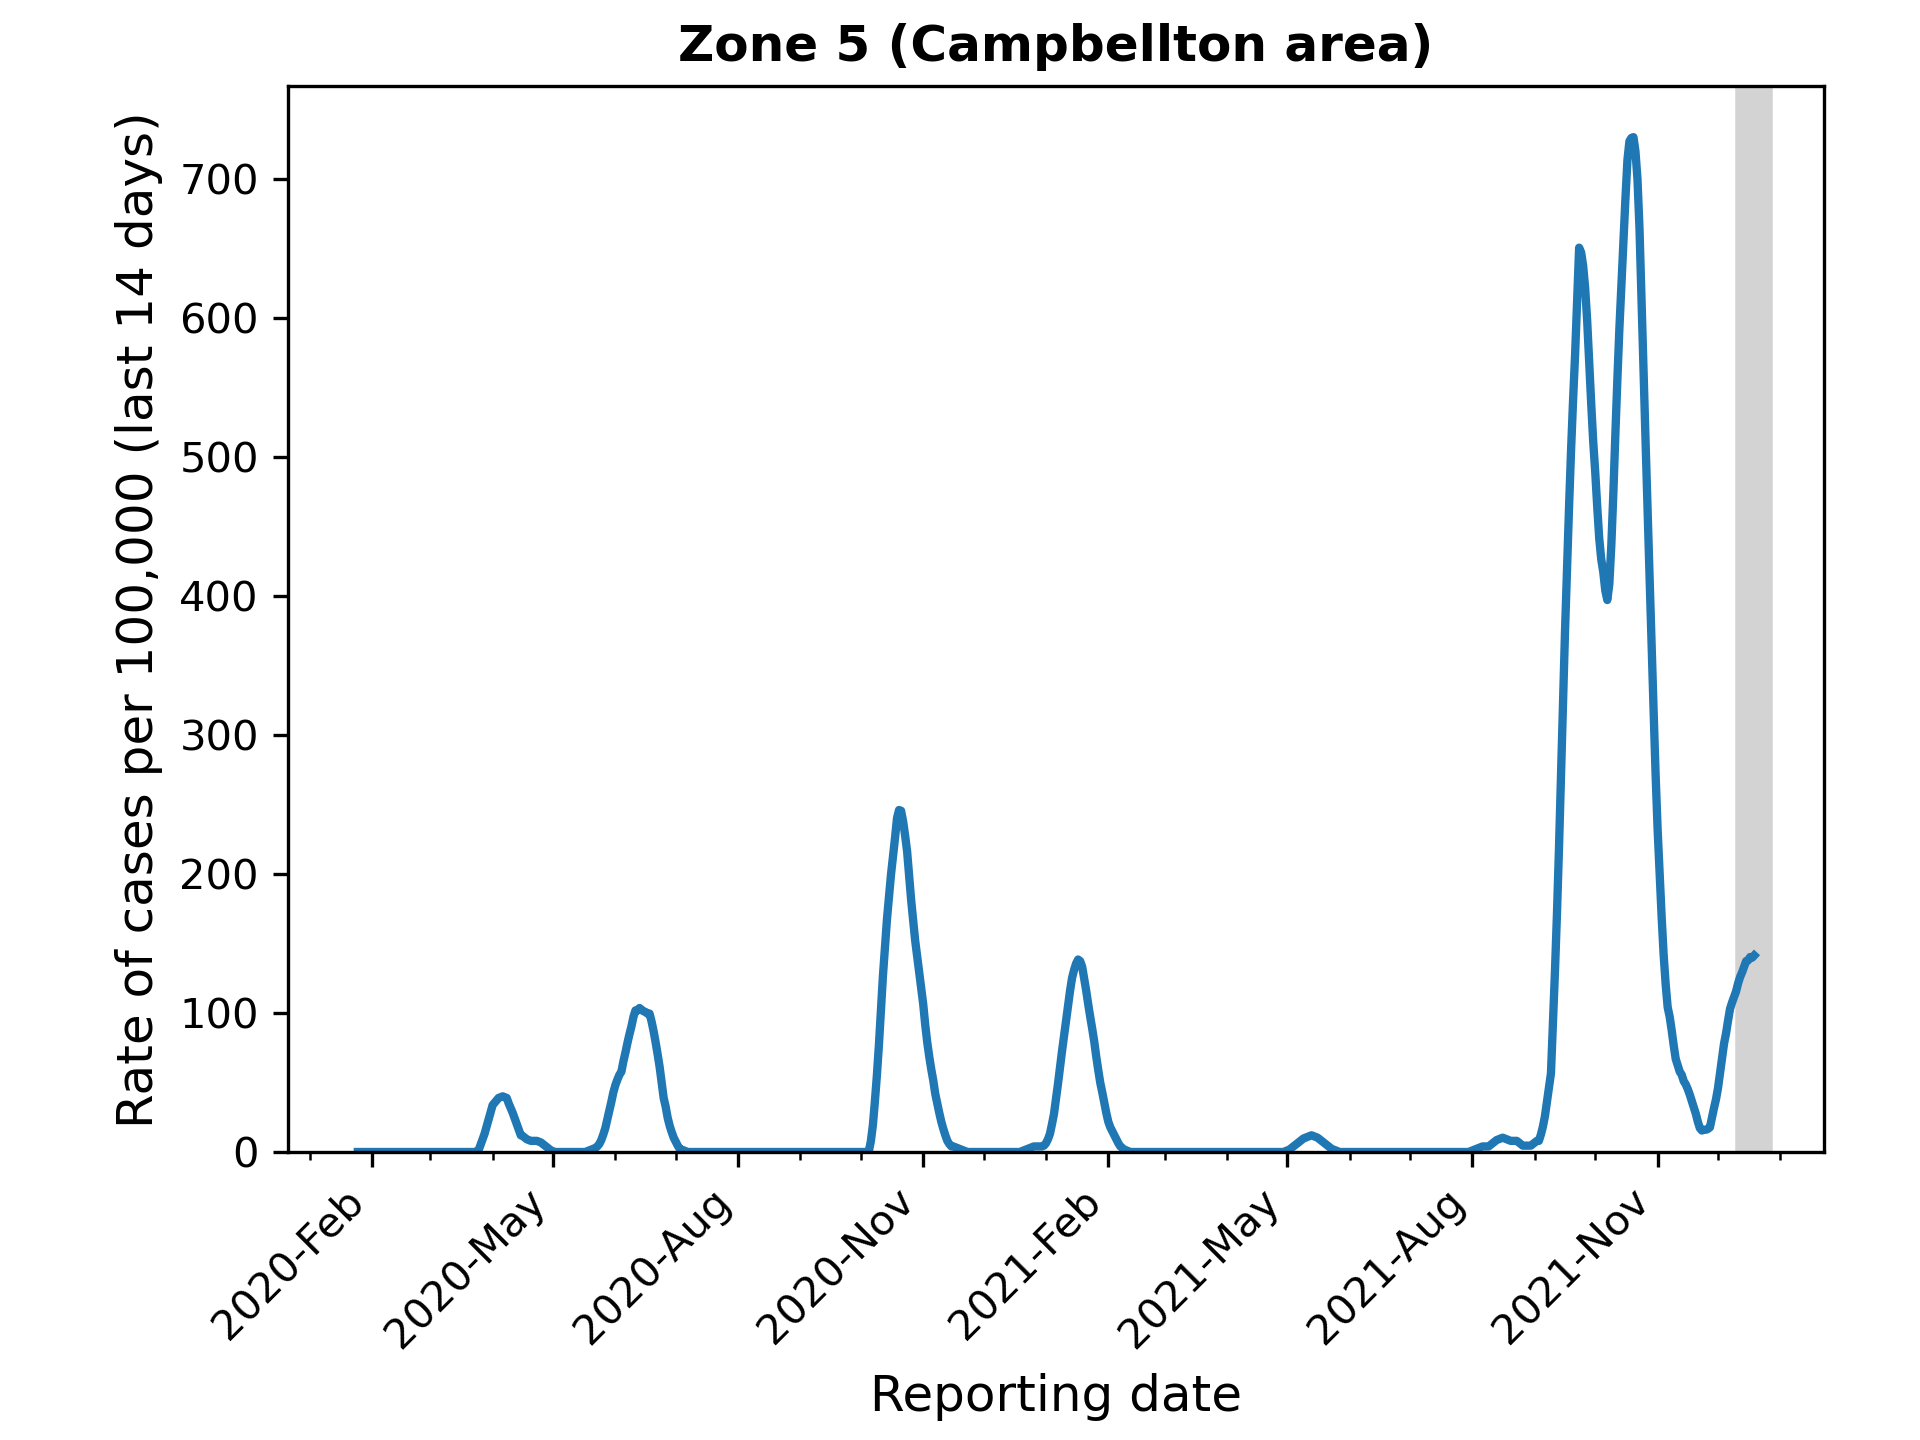 Zone 5 (Campbellton area)
Rate of cases per 100,000 (last 14 days)
700
600
500
400
300
200
100
0
2020-Feb
2020-May
2020-Aug
2020-Nov
2021-Feb
2021-May
2021-Aug
2021-Nov
Reporting date